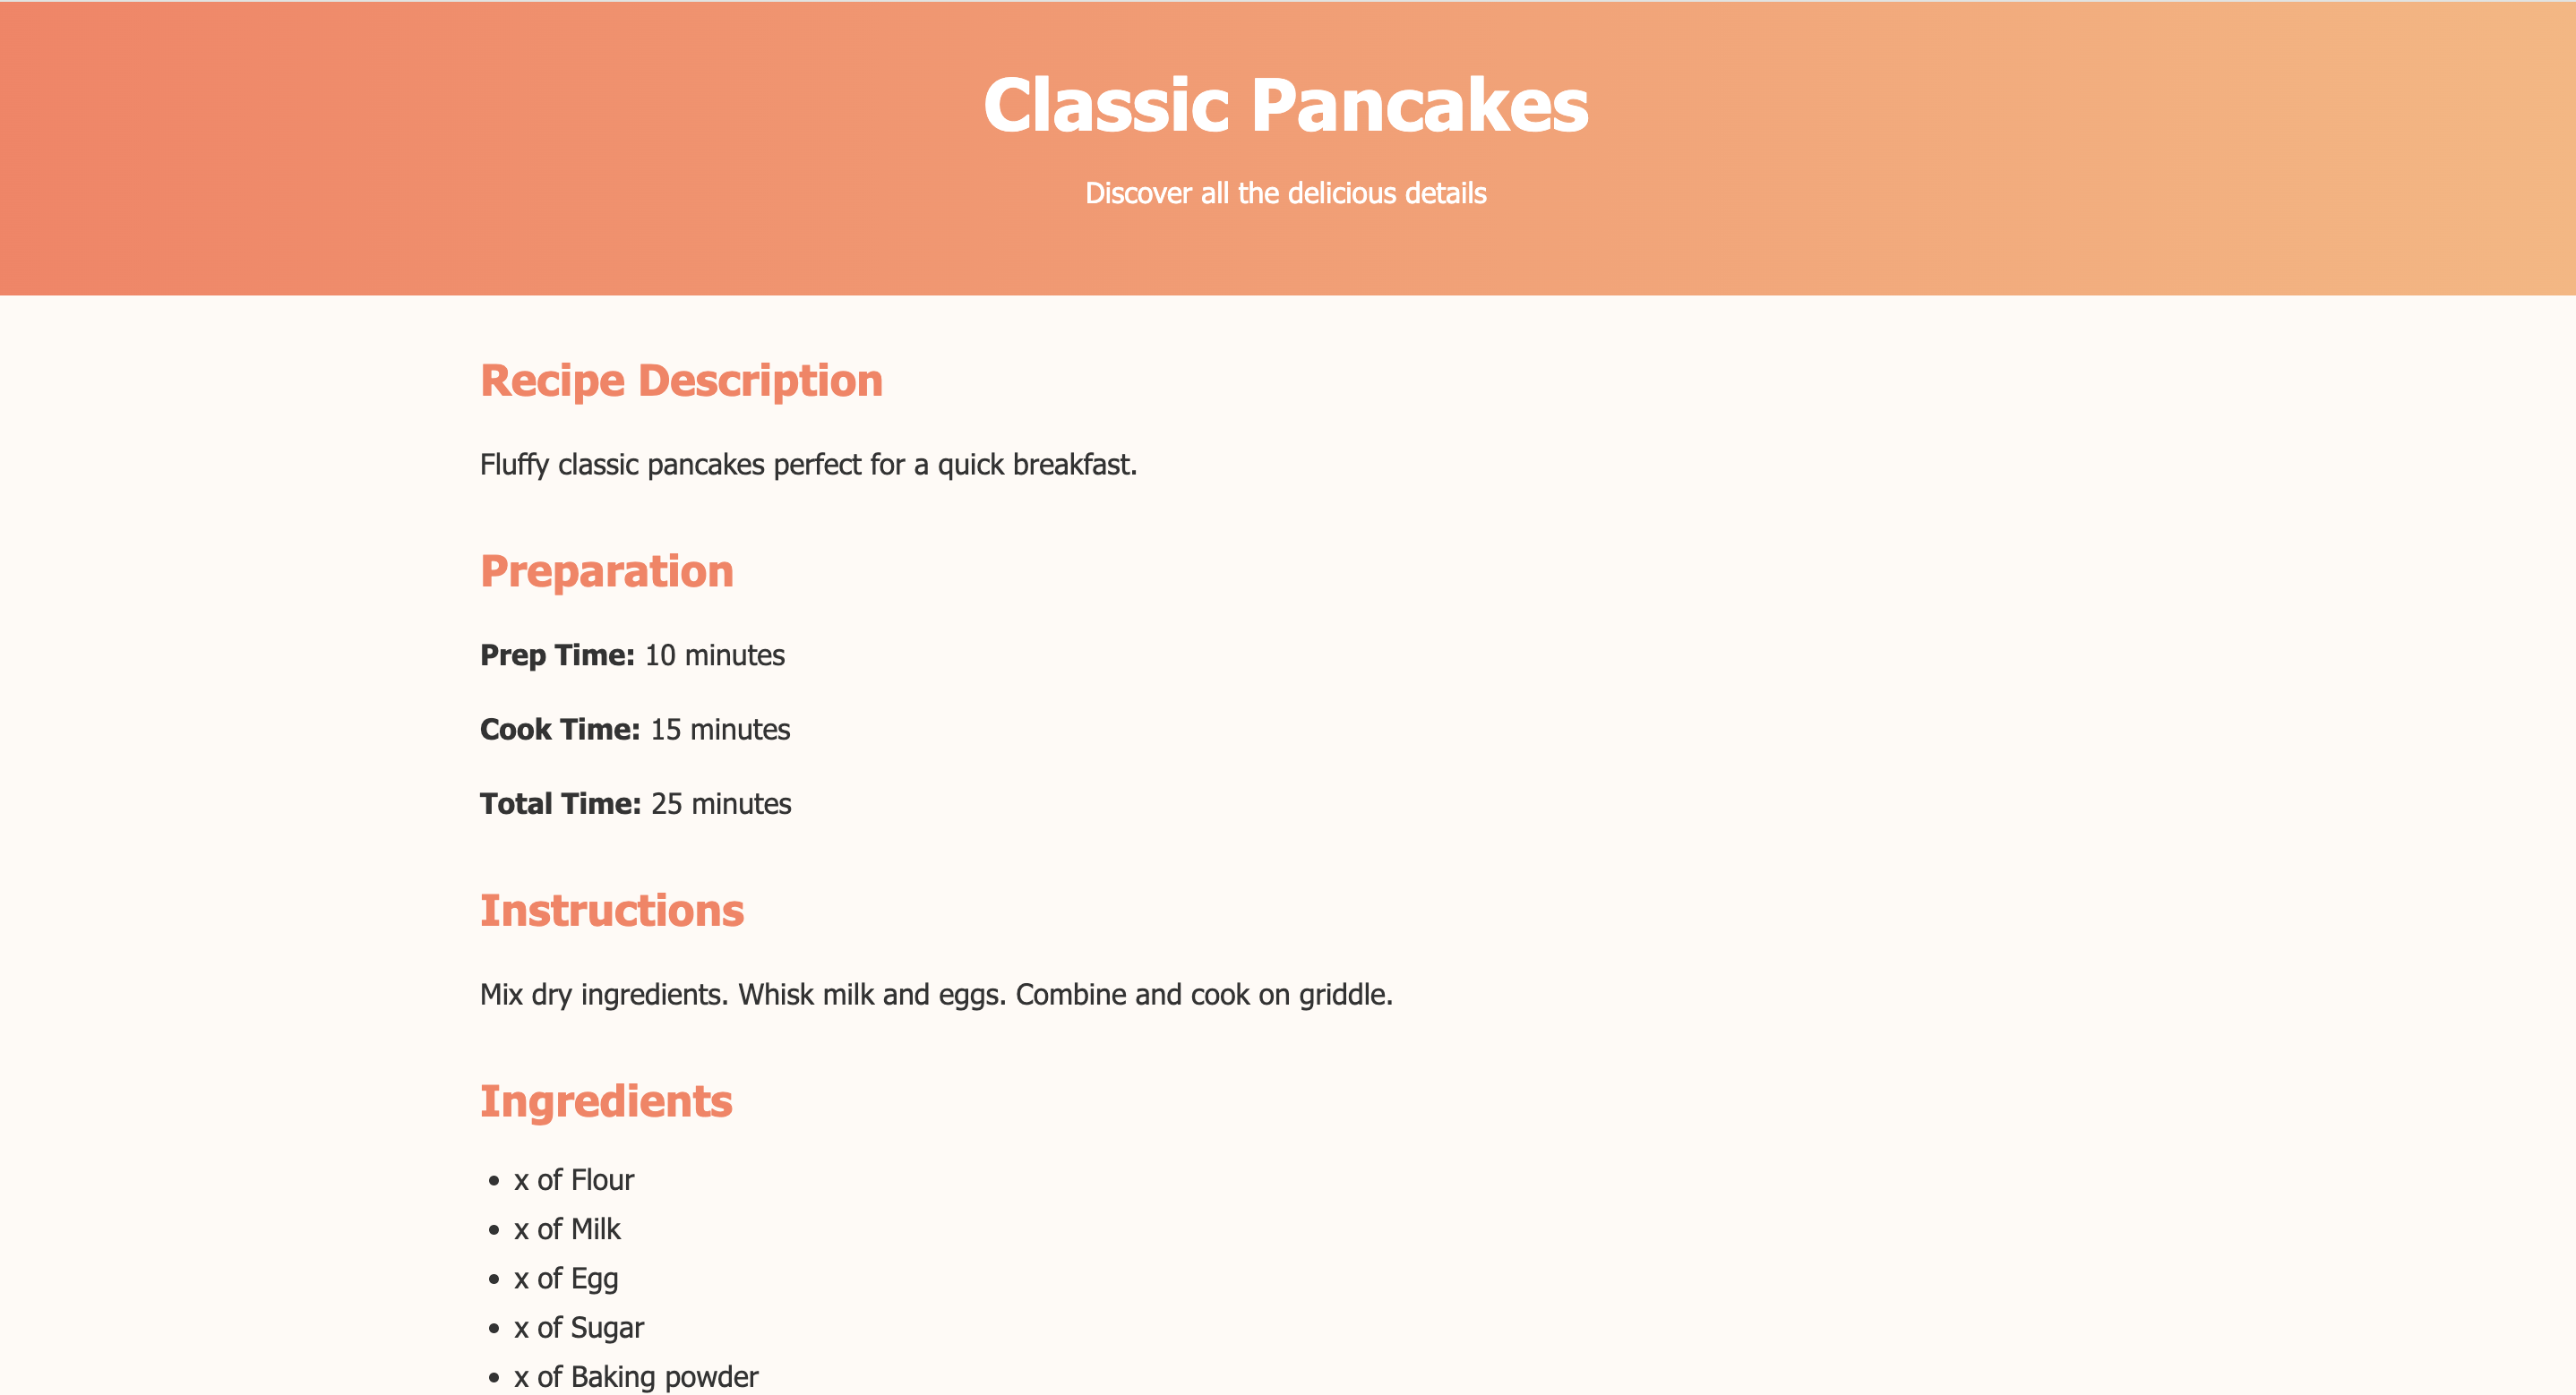 Classic Pancakes
Discover all the delicious details
Recipe Description
Fluffy classic pancakes perfect for a quick breakfast.
Preparation
Prep Time: 10 minutes
Cook Time: 15 minutes
Total Time: 25 minutes
Instructions
Mix dry ingredients. Whisk milk and eggs. Combine and cook on griddle.
Ingredients
• x of Flour
• x of Milk
• x of Egg
• x of Sugar
• x of Baking powder